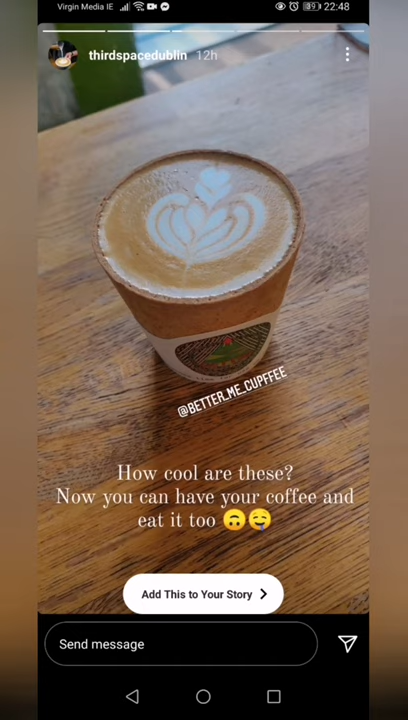 Virgin Media IE
89
22:48
thirdspacedublin 12h
@BETTER_ME_CUPFFEE
How cool are these?
Now you can have your coffee and
eat it too 🙃🤤
Add This to Your Story
Send message